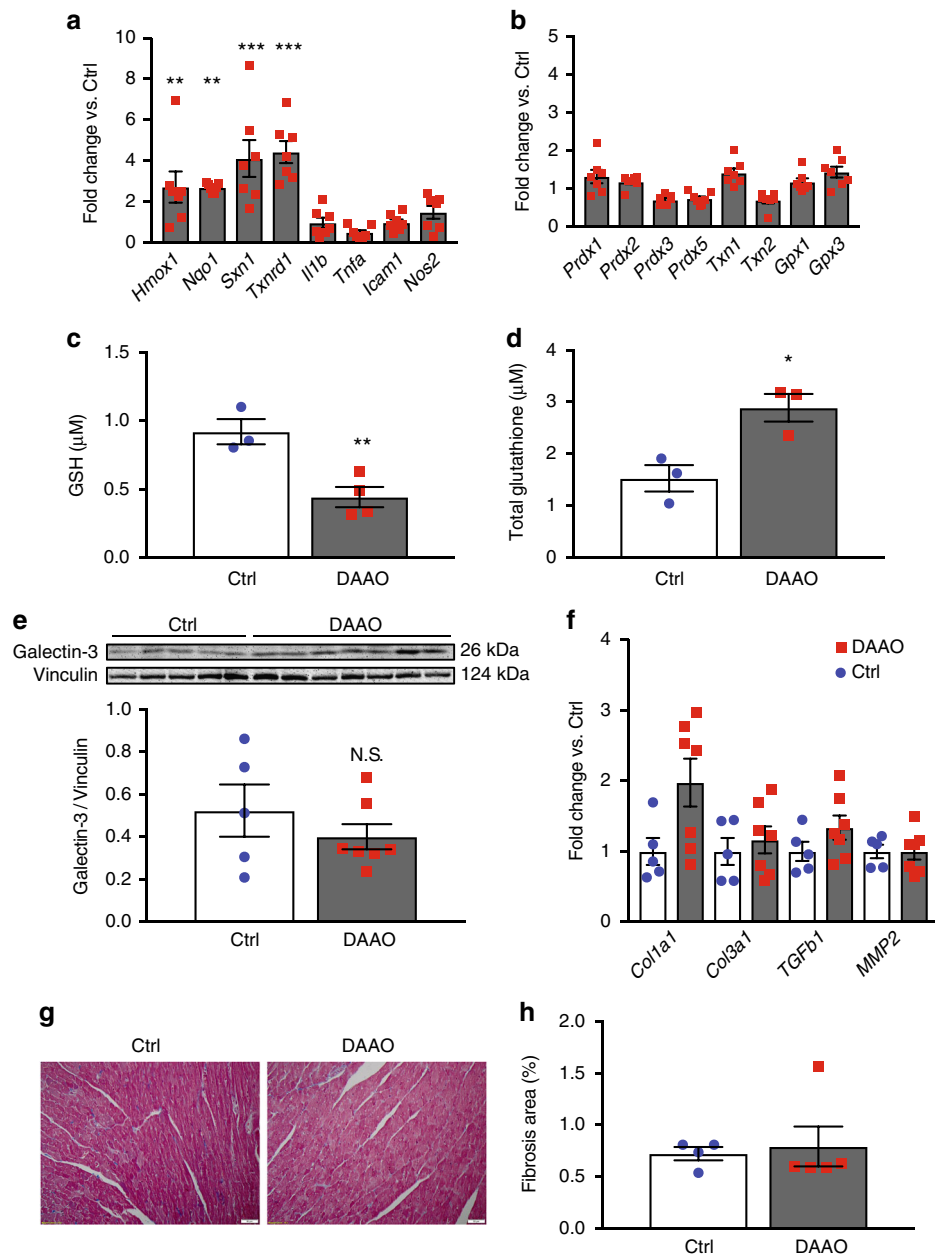 a
Fold change vs. Ctrl
10
8
6
4
2
0
** ** *** ***
Hmox1 Nqo1 Sxn1 Txnrd1 Il1b Tnfa Icam1 Nos2
b
Fold change vs. Ctrl
5
4
3
2
1
0
Prdx1 Prdx2 Prdx3 Prdx5 Txn1 Txn2 Gpx1 Gpx3
c
GSH (μM)
1.5
1.0
0.5
0.0
**
Ctrl DAAO
d
Total glutathione (μM)
4
3
2
1
0
*
Ctrl DAAO
e
Ctrl DAAO
Galectin-3 26 kDa
Vinculin 124 kDa
Galectin-3 / Vinculin
1.0
0.8
0.6
0.4
0.2
0.0
N.S.
Ctrl DAAO
f
Fold change vs. Ctrl
4
3
2
1
0
DAAO
Ctrl
Col1a1 Col3a1 TGFb1 MMP2
g
Ctrl DAAO
h
Fibrosis area (%)
2.0
1.5
1.0
0.5
0.0
Ctrl DAAO